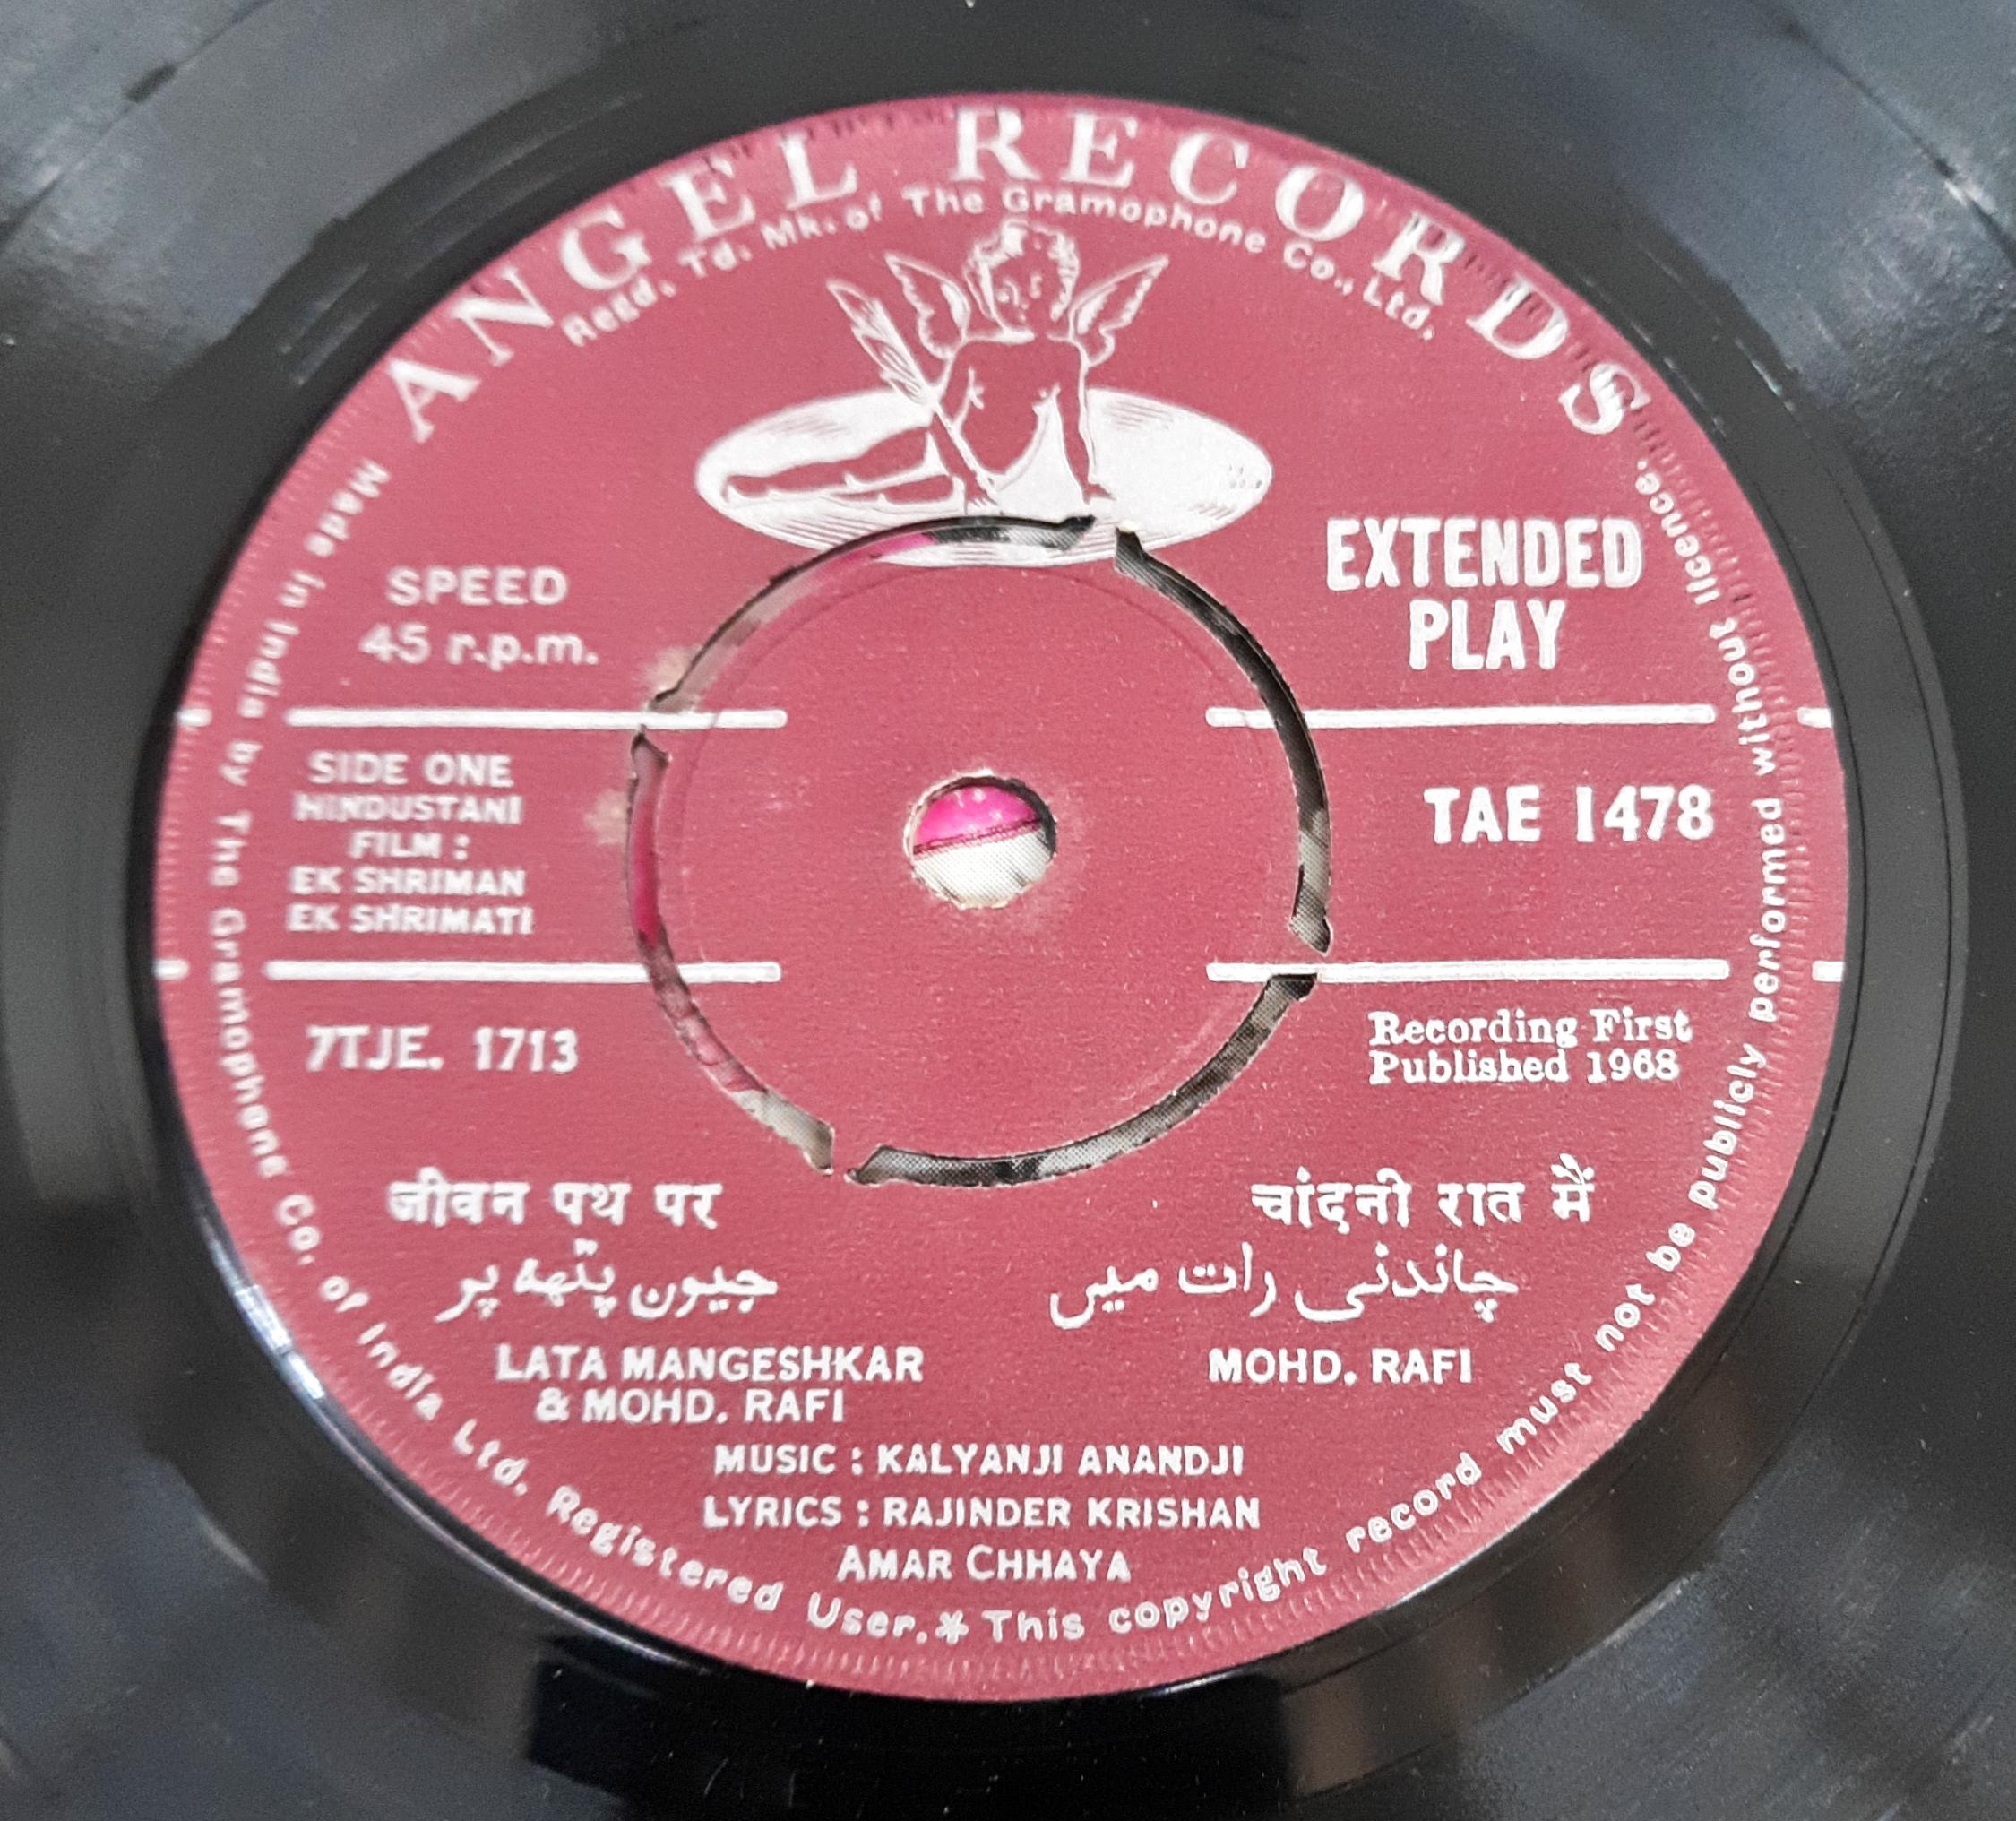 ANGEL RECORDS
Regd. Td. Mk. of The Gramophone Co., Ltd.
SPEED
45 r.p.m.
EXTENDED
PLAY
SIDE ONE
HINDUSTANI
FILM :
EK SHRIMAN
EK SHRIMATI
TAE 1478
7TJE. 1713
Recording First
Published 1968
जीवन पथ पर
جیون پتھہ پر
LATA MANGESHKAR
& MOHD. RAFI
चांदनी रात में
چاندنی رات میں
MOHD. RAFI
MUSIC : KALYANJI ANANDJI
LYRICS : RAJINDER KRISHAN
AMAR CHHAYA
Made in India by The Gramophone Co. of India Ltd. Registered User.* This copyright record must not be publicly performed without licence.